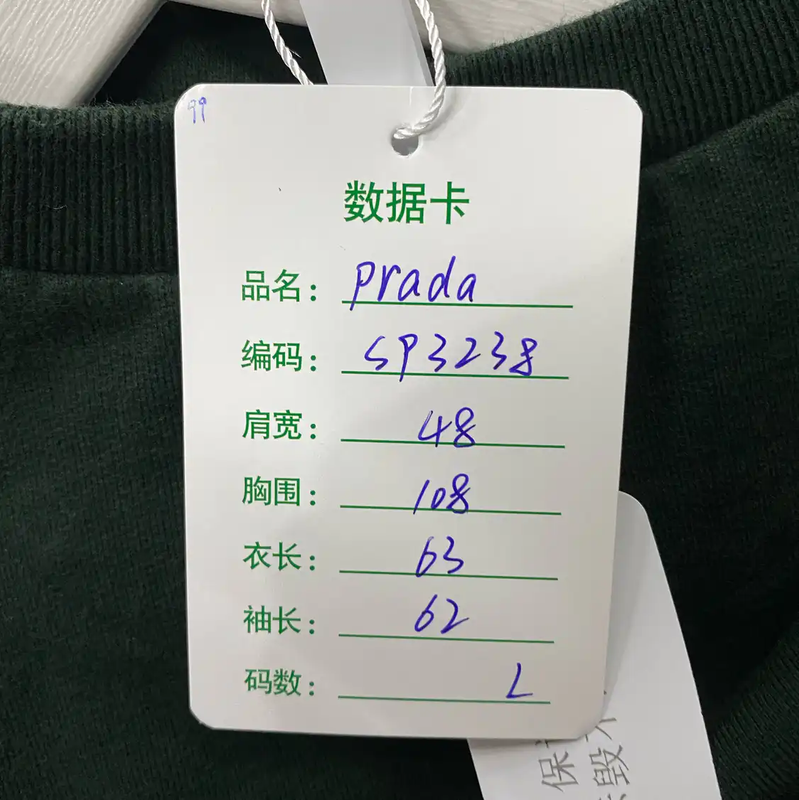 99
数据卡
品名： prada
编码： SP3238
肩宽： 48
胸围： 108
衣长： 63
袖长： 62
码数： L
保
毁